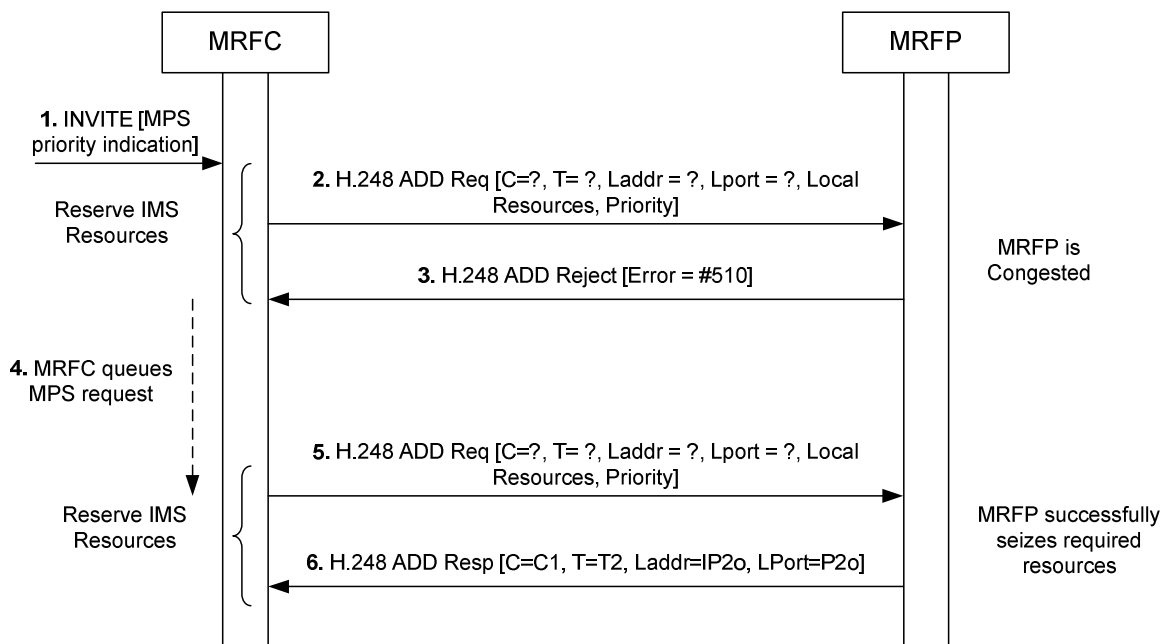 MRFC
MRFP
1. INVITE [MPS
priority indication]
2. H.248 ADD Req [C=?, T= ?, Laddr = ?, Lport = ?, Local
Resources, Priority]
Reserve IMS
Resources
MRFP is
Congested
3. H.248 ADD Reject [Error = #510]
4. MRFC queues
MPS request
5. H.248 ADD Req [C=?, T= ?, Laddr = ?, Lport = ?, Local
Resources, Priority]
Reserve IMS
Resources
MRFP successfully
seizes required
resources
6. H.248 ADD Resp [C=C1, T=T2, Laddr=IP2o, LPort=P2o]